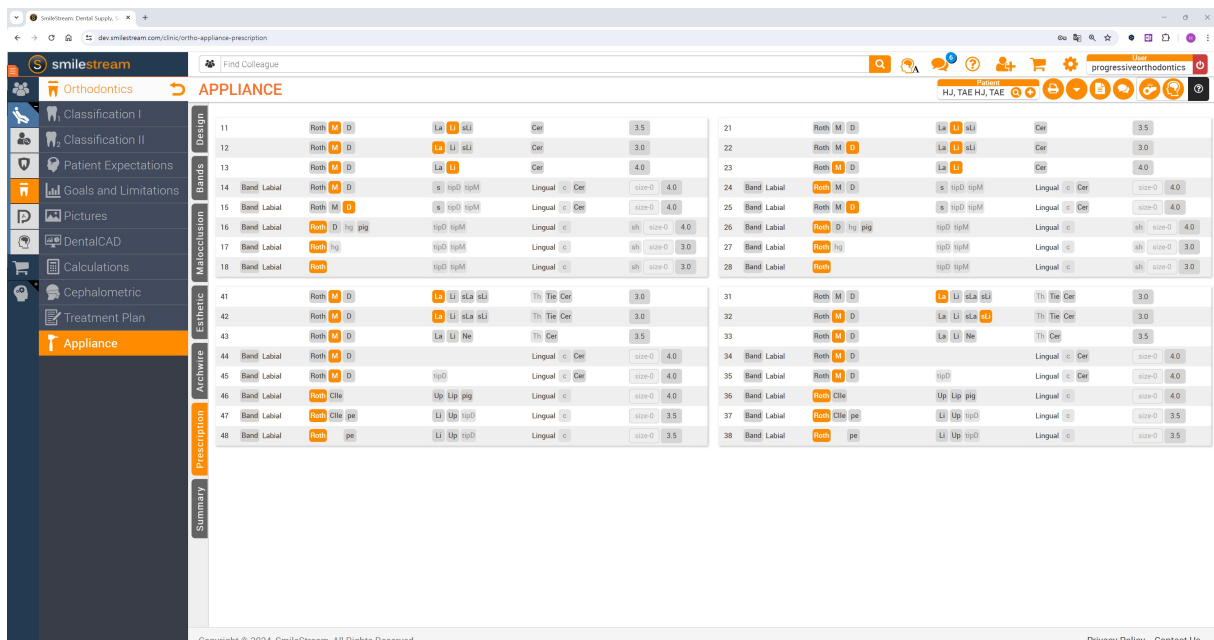 SmileStream: Dental Supply, S
dev.smilestream.com/clinic/ortho-appliance-prescription
smilestream
Find Colleague
6
User
progressiveorthodontics
Orthodontics
APPLIANCE
Patient
HJ, TAE HJ, TAE
Classification I
Classification II
Patient Expectations
Goals and Limitations
Pictures
DentalCAD
Calculations
Cephalometric
Treatment Plan
Appliance
Design
Bands
Malocclusion
Esthetic
Archwire
Prescription
Summary
11 Roth M D La Li sLi Cer 3.5
12 Roth M D La Li sLi Cer 3.0
13 Roth M D La Li Cer 4.0
14 Band Labial Roth M D s tipD tipM Lingual c Cer size-0 4.0
15 Band Labial Roth M D s tipD tipM Lingual c Cer size-0 4.0
16 Band Labial Roth D hg pig tipD tipM Lingual c sh size-0 4.0
17 Band Labial Roth hg tipD tipM Lingual c sh size-0 3.0
18 Band Labial Roth tipD tipM Lingual c sh size-0 3.0
21 Roth M D La Li sLi Cer 3.5
22 Roth M D La Li sLi Cer 3.0
23 Roth M D La Li Cer 4.0
24 Band Labial Roth M D s tipD tipM Lingual c Cer size-0 4.0
25 Band Labial Roth M D s tipD tipM Lingual c Cer size-0 4.0
26 Band Labial Roth D hg pig tipD tipM Lingual c sh size-0 4.0
27 Band Labial Roth hg tipD tipM Lingual c sh size-0 3.0
28 Band Labial Roth tipD tipM Lingual c sh size-0 3.0
41 Roth M D La Li sLa sLi Th Tie Cer 3.0
42 Roth M D La Li sLa sLi Th Tie Cer 3.0
43 Roth M D La Li Ne Th Cer 3.5
44 Band Labial Roth M D Lingual c Cer size-0 4.0
45 Band Labial Roth M D tipD Lingual c Cer size-0 4.0
46 Band Labial Roth Clle Up Lip pig Lingual c size-0 4.0
47 Band Labial Roth Clle pe Li Up tipD Lingual c size-0 3.5
48 Band Labial Roth pe Li Up tipD Lingual c size-0 3.5
31 Roth M D La Li sLa sLi Th Tie Cer 3.0
32 Roth M D La Li sLa sLi Th Tie Cer 3.0
33 Roth M D La Li Ne Th Cer 3.5
34 Band Labial Roth M D Lingual c Cer size-0 4.0
35 Band Labial Roth M D tipD Lingual c Cer size-0 4.0
36 Band Labial Roth Clle Up Lip pig Lingual c size-0 4.0
37 Band Labial Roth Clle pe Li Up tipD Lingual c size-0 3.5
38 Band Labial Roth pe Li Up tipD Lingual c size-0 3.5
Copyright © 2024, SmileStream. All Rights Reserved.
Privacy Policy Contact Us